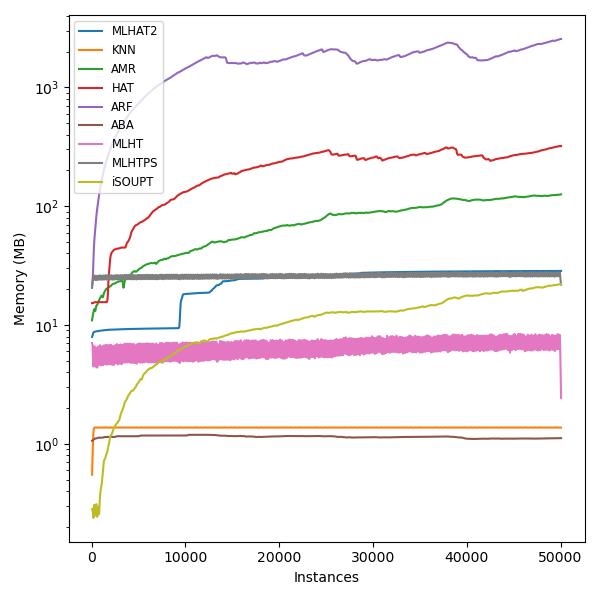 MLHAT2
KNN
AMR
HAT
ARF
ABA
MLHT
MLHTPS
iSOUPT
Memory (MB)
10³
10²
10¹
10⁰
0 10000 20000 30000 40000 50000
Instances